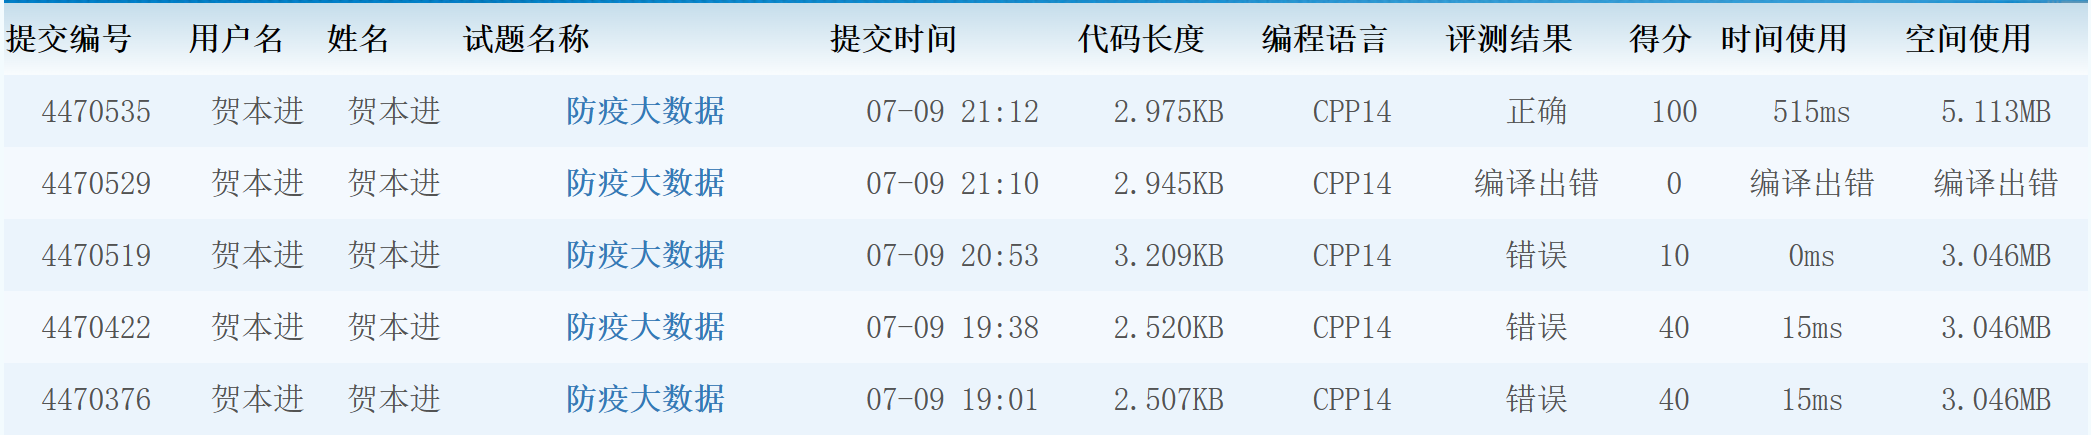 提交编号 用户名 姓名 试题名称 提交时间 代码长度 编程语言 评测结果 得分 时间使用 空间使用
4470535 贺本进 贺本进 防疫大数据 07-09 21:12 2.975KB CPP14 正确 100 515ms 5.113MB
4470529 贺本进 贺本进 防疫大数据 07-09 21:10 2.945KB CPP14 编译出错 0 编译出错 编译出错
4470519 贺本进 贺本进 防疫大数据 07-09 20:53 3.209KB CPP14 错误 10 0ms 3.046MB
4470422 贺本进 贺本进 防疫大数据 07-09 19:38 2.520KB CPP14 错误 40 15ms 3.046MB
4470376 贺本进 贺本进 防疫大数据 07-09 19:01 2.507KB CPP14 错误 40 15ms 3.046MB